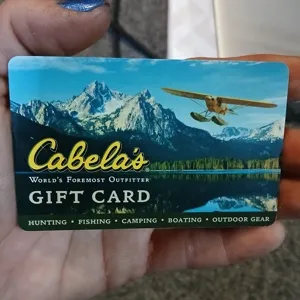 Cabela's
WORLD'S FOREMOST OUTFITTER
GIFT CARD
HUNTING • FISHING • CAMPING • BOATING • OUTDOOR GEAR